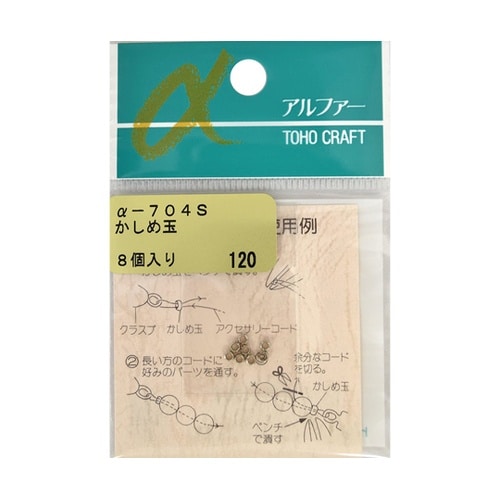 α
アルファー
TOHO CRAFT
α-704S
かしめ玉
8個入り 120
使用例
クラスプ かしめ玉 アクセサリーコード
② 長い方のコードに
好みのパーツを通す。
余分なコード
を切る。
かしめ玉
ペンチ
で潰す